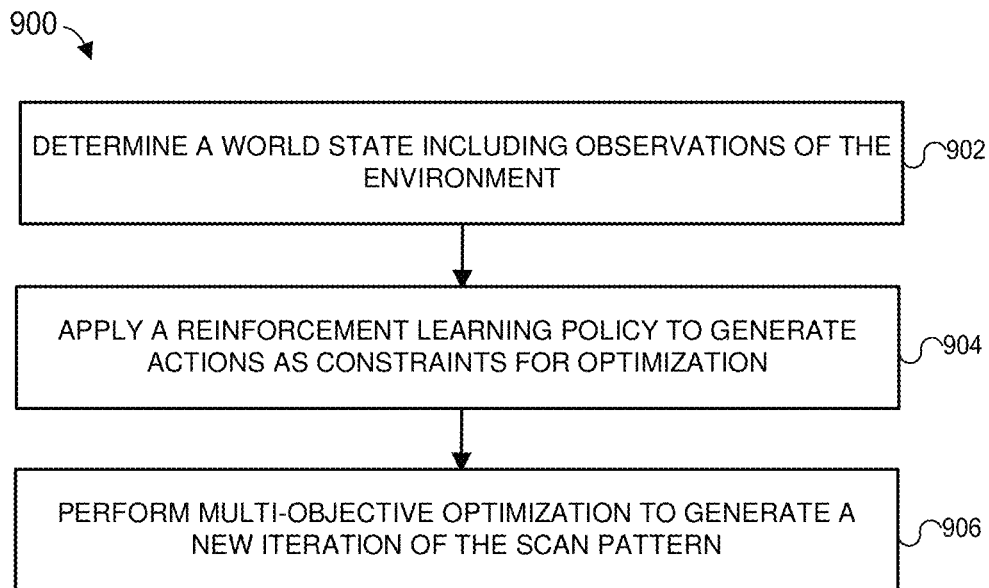 900
DETERMINE A WORLD STATE INCLUDING OBSERVATIONS OF THE
ENVIRONMENT
902
APPLY A REINFORCEMENT LEARNING POLICY TO GENERATE
ACTIONS AS CONSTRAINTS FOR OPTIMIZATION
904
PERFORM MULTI-OBJECTIVE OPTIMIZATION TO GENERATE A
NEW ITERATION OF THE SCAN PATTERN
906